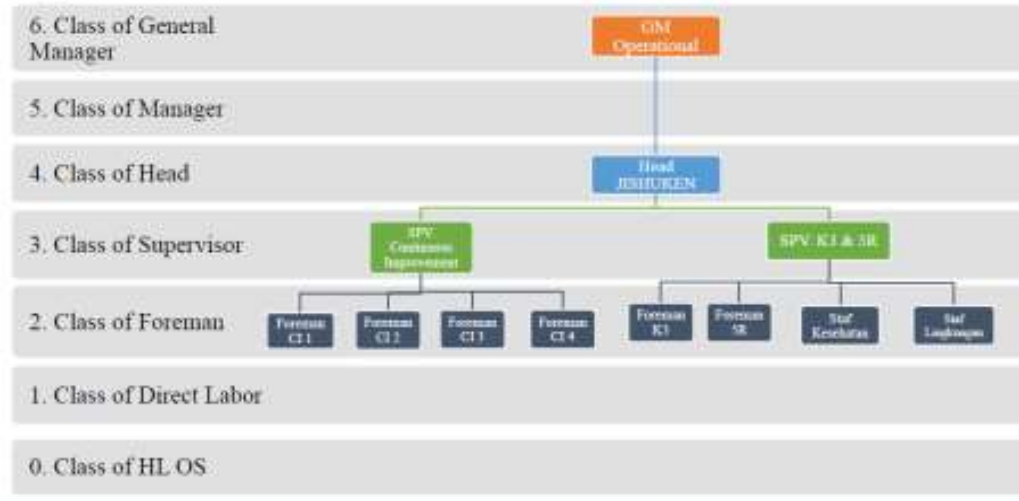 6. Class of General
Manager
GM
Operational
5. Class of Manager
4. Class of Head
Head
JISHUKEN
3. Class of Supervisor
SPV
Continuous
Improvement
SPV K3 & 5R
2. Class of Foreman
Foreman
CI 1
Foreman
CI 2
Foreman
CI 3
Foreman
CI 4
Foreman
K3
Foreman
5R
Staf
Kesehatan
Staf
Lingkungan
1. Class of Direct Labor
0. Class of HL OS